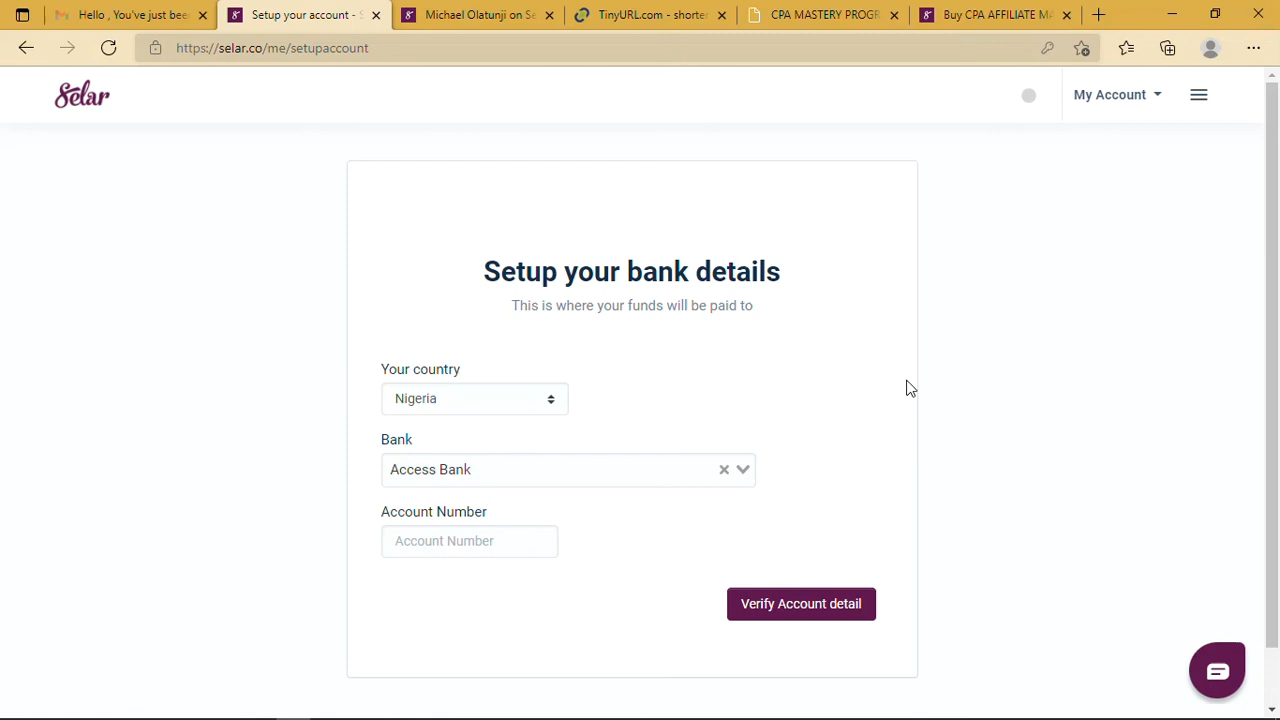 Hello , You've just bee
Setup your account - S
Michael Olatunji on Se
TinyURL.com - shorte
CPA MASTERY PROGR
Buy CPA AFFILIATE MA
https://selar.co/me/setupaccount
Selar
My Account
Setup your bank details
This is where your funds will be paid to
Your country
Nigeria
Bank
Access Bank
Account Number
Account Number
Verify Account detail